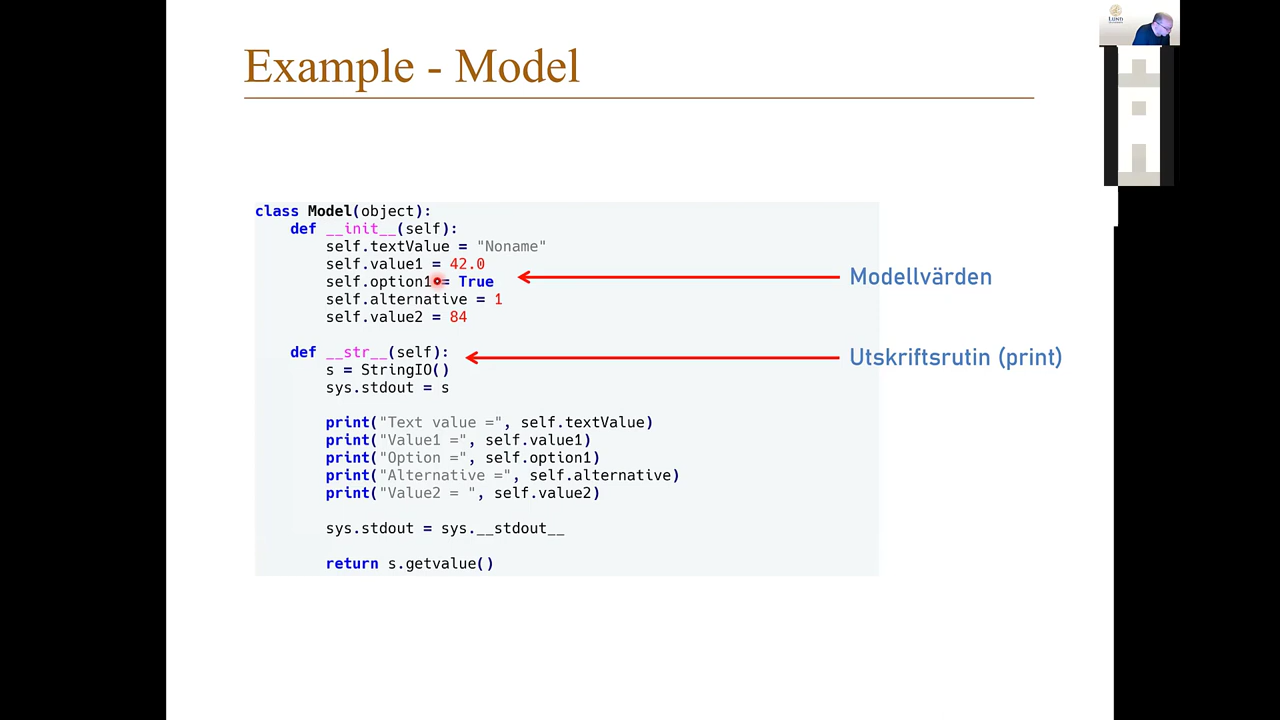 LUND
Example - Model
class Model(object):
    def __init__(self):
        self.textValue = "Noname"
        self.value1 = 42.0
        self.option1 = True
        self.alternative = 1
        self.value2 = 84
Modellvärden
    def __str__(self):
Utskriftsrutin (print)
        s = StringIO()
        sys.stdout = s
        print("Text value =", self.textValue)
        print("Value1 =", self.value1)
        print("Option =", self.option1)
        print("Alternative =", self.alternative)
        print("Value2 = ", self.value2)
        sys.stdout = sys.__stdout__
        return s.getvalue()